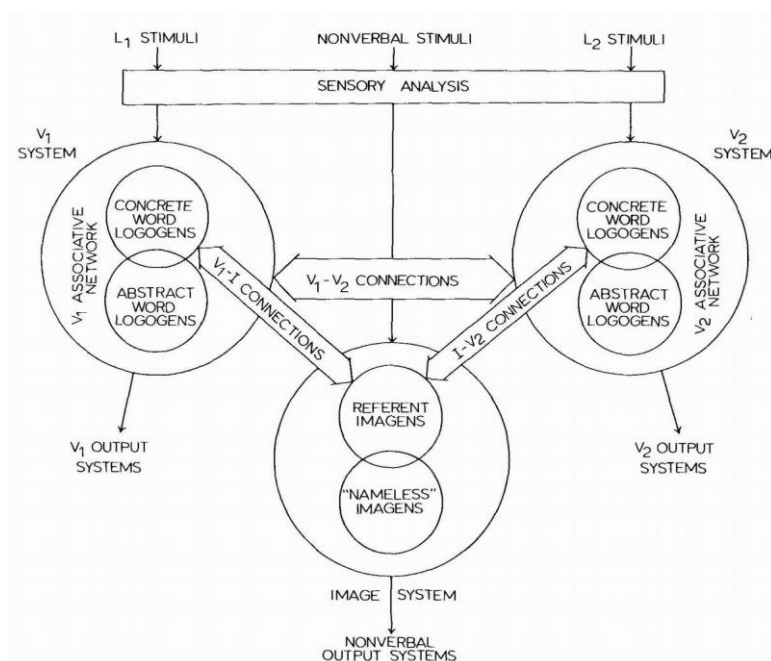 L1 STIMULI
NONVERBAL STIMULI
L2 STIMULI
SENSORY ANALYSIS
V1
SYSTEM
V2
SYSTEM
V1 ASSOCIATIVE
NETWORK
CONCRETE
WORD
LOGOGENS
ABSTRACT
WORD
LOGOGENS
V1-I CONNECTIONS
V1-V2 CONNECTIONS
I-V2 CONNECTIONS
CONCRETE
WORD
LOGOGENS
ABSTRACT
WORD
LOGOGENS
V2 ASSOCIATIVE
NETWORK
REFERENT
IMAGENS
"NAMELESS"
IMAGENS
V1 OUTPUT
SYSTEMS
V2 OUTPUT
SYSTEMS
IMAGE SYSTEM
NONVERBAL
OUTPUT SYSTEMS